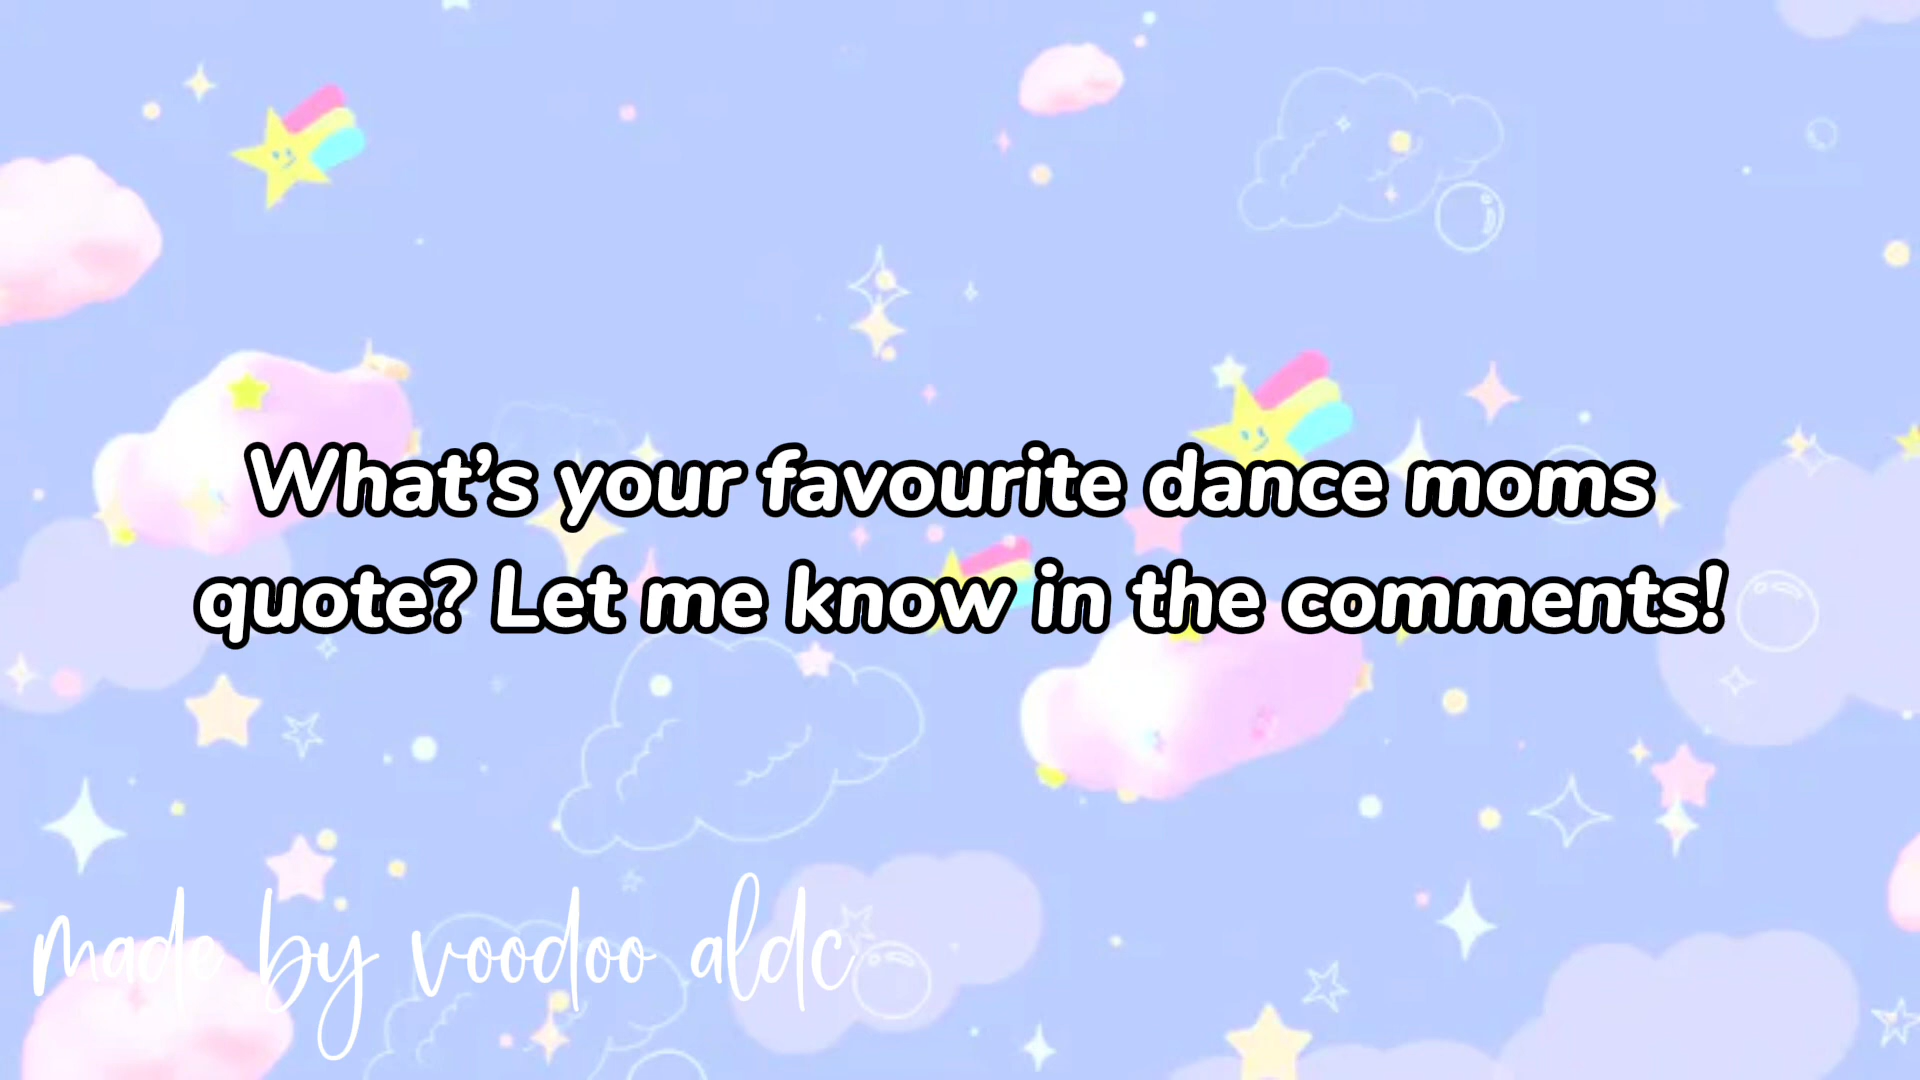 What’s your favourite dance moms
quote? Let me know in the comments!
made by voodoo aldc